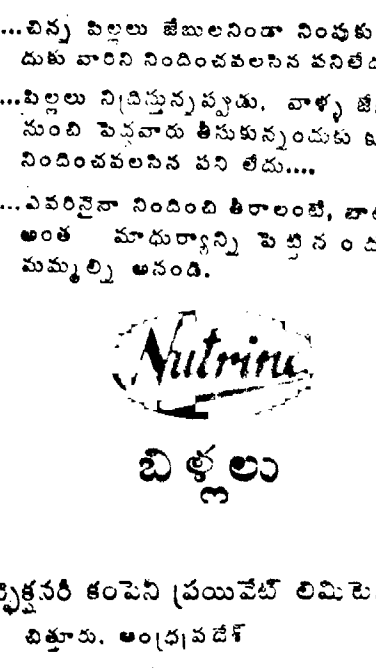 ...చిన్న పిల్లలు జేబులనిండా నింపుకు
దుకు వారిని నిందించవలసిన పనిలేద
...పిల్లలు నిద్రిస్తున్నప్పుడు, వాళ్ళ జే
నుంచి పెద్దవారు తీసుకున్నందుకు
నిందించవలసిన పని లేదు....
...ఎవరినైనా నిందించి తీరాలంటే,
అంత మాధుర్యాన్ని పెట్టినంది
మమ్మల్ని అనండి.
Nutrine
బిళ్లలు
ఫెక్షనరీ కంపెనీ ప్రయివేట్ లిమిటె
చిత్తూరు. ఆంధ్రప్రదేశ్